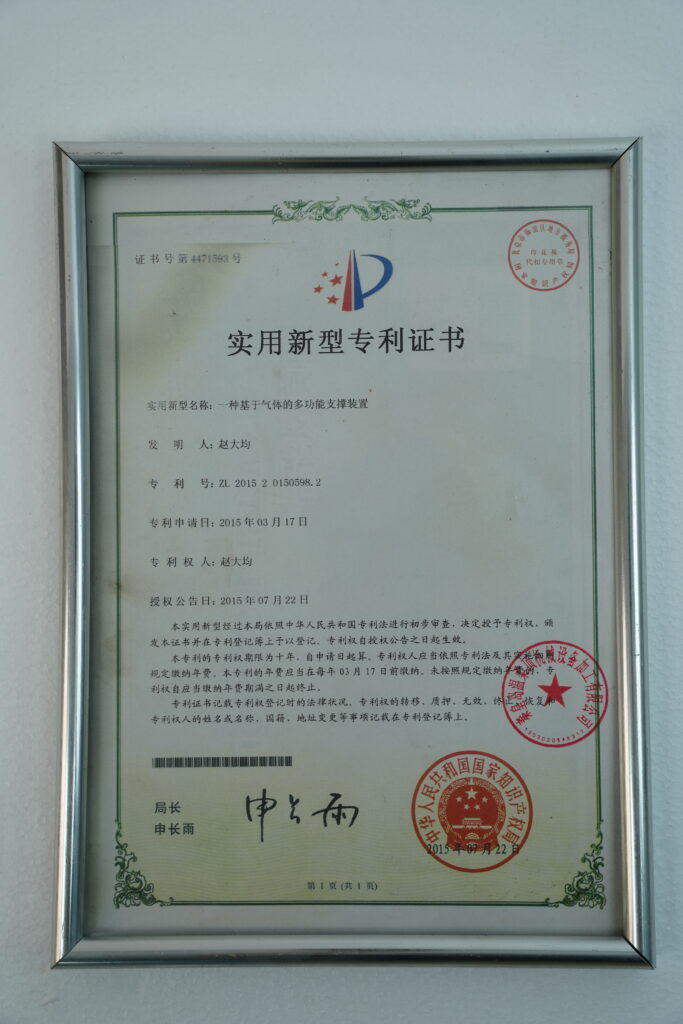 证书号第4471593号
印花税
代扣专用章
实用新型专利证书
实用新型名称：一种基于气体的多功能支撑装置
发明人：赵大均
专利号：ZL 2015 2 0150598.2
专利申请日：2015年03月17日
专利权人：赵大均
授权公告日：2015年07月22日
本实用新型经过本局依照中华人民共和国专利法进行初步审查，决定授予专利权，颁
发本证书并在专利登记簿上予以登记。专利权自授权公告之日起生效。
本专利的专利权期限为十年，自申请日起算。专利权人应当依照专利法及其实施细则
规定缴纳年费。本专利的年费应当在每年03月17日前缴纳。未按照规定缴纳年费的，专
利权自应当缴纳年费期满之日起终止。
专利证书记载专利权登记时的法律状况。专利权的转移、质押、无效、终止、恢复和
专利权人的姓名或名称、国籍、地址变更等事项记载在专利登记簿上。
局长
申长雨
申长雨
中华人民共和国国家知识产权局
2015年07月22日
第1页(共1页)